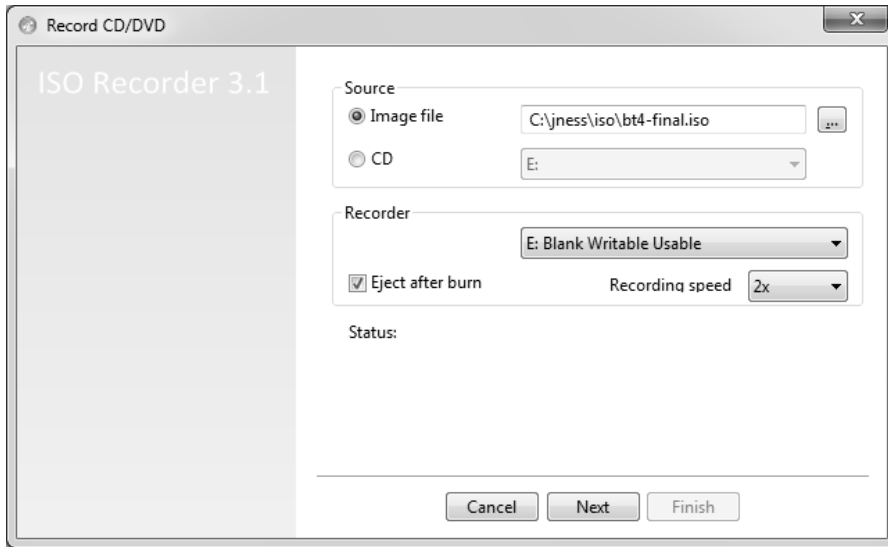 Record CD/DVD
ISO Recorder 3.1
Source
Image file C:\jness\iso\bt4-final.iso ...
CD E:
Recorder
E: Blank Writable Usable
Eject after burn Recording speed 2x
Status:
Cancel Next Finish